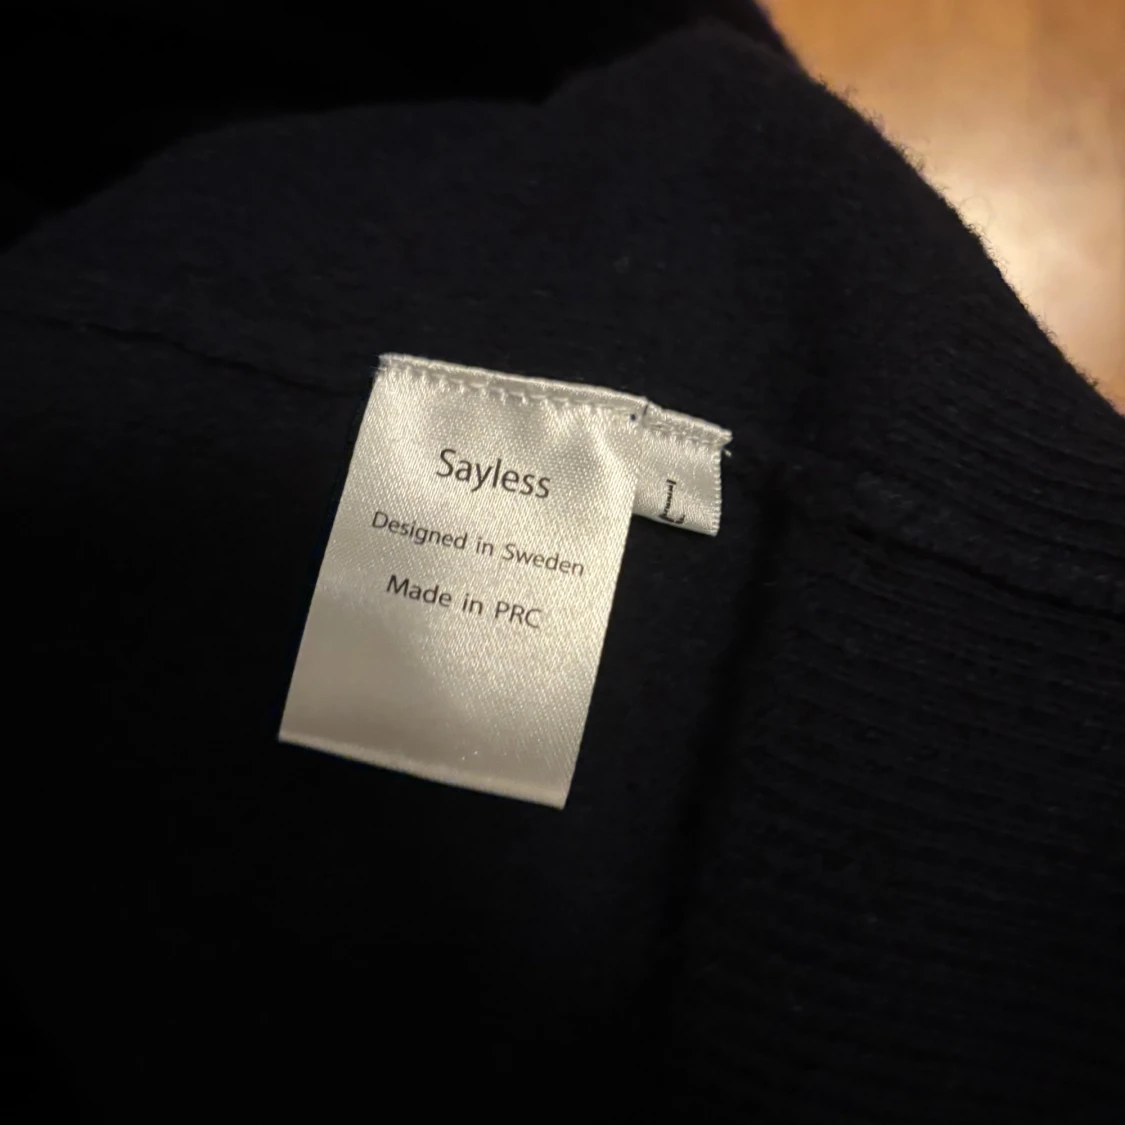 Sayless
Designed in Sweden
Made in PRC
L